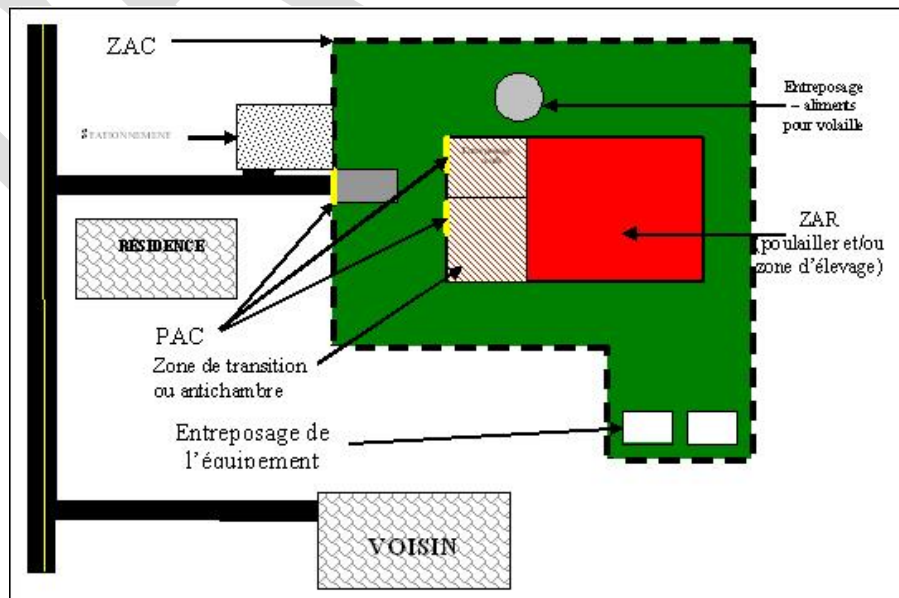 ZAC
Entreposage
– aliments
pour volaille
STATIONNEMENT
ZAR
(poulailler et/ou
zone d'élevage)
RÉSIDENCE
PAC
Zone de transition
ou antichambre
Entreposage de
l'équipement
VOISIN